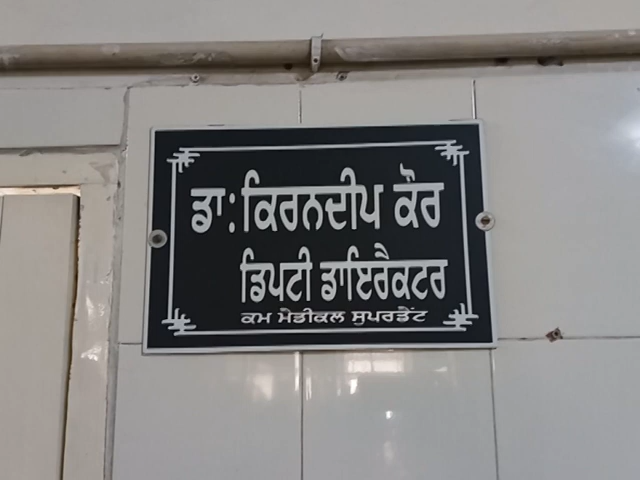 ਡਾ: ਕਿਰਨਦੀਪ ਕੌਰ
ਡਿਪਟੀ ਡਾਇਰੈਕਟਰ
ਕਮ ਮੈਡੀਕਲ ਸੁਪਰਡੈਂਟ